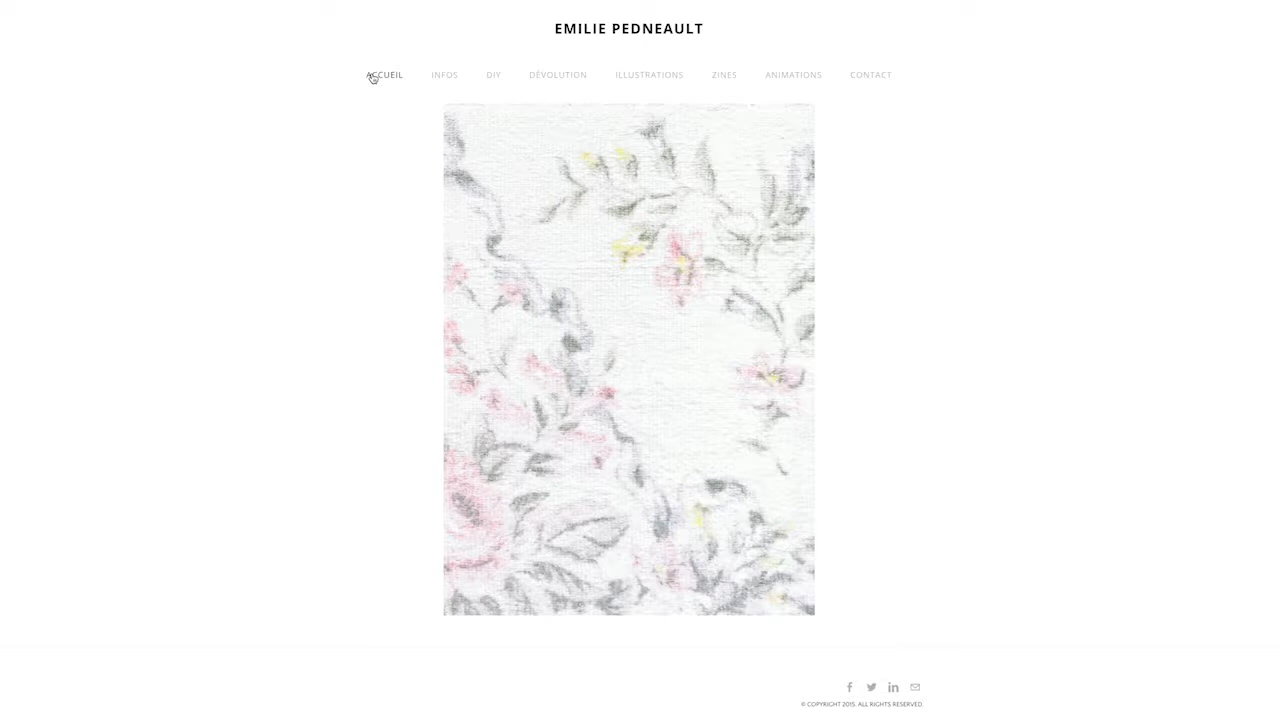 EMILIE PEDNEAULT
ACCUEIL INFOS DIY DÉVOLUTION ILLUSTRATIONS ZINES ANIMATIONS CONTACT
© COPYRIGHT 2015. ALL RIGHTS RESERVED.